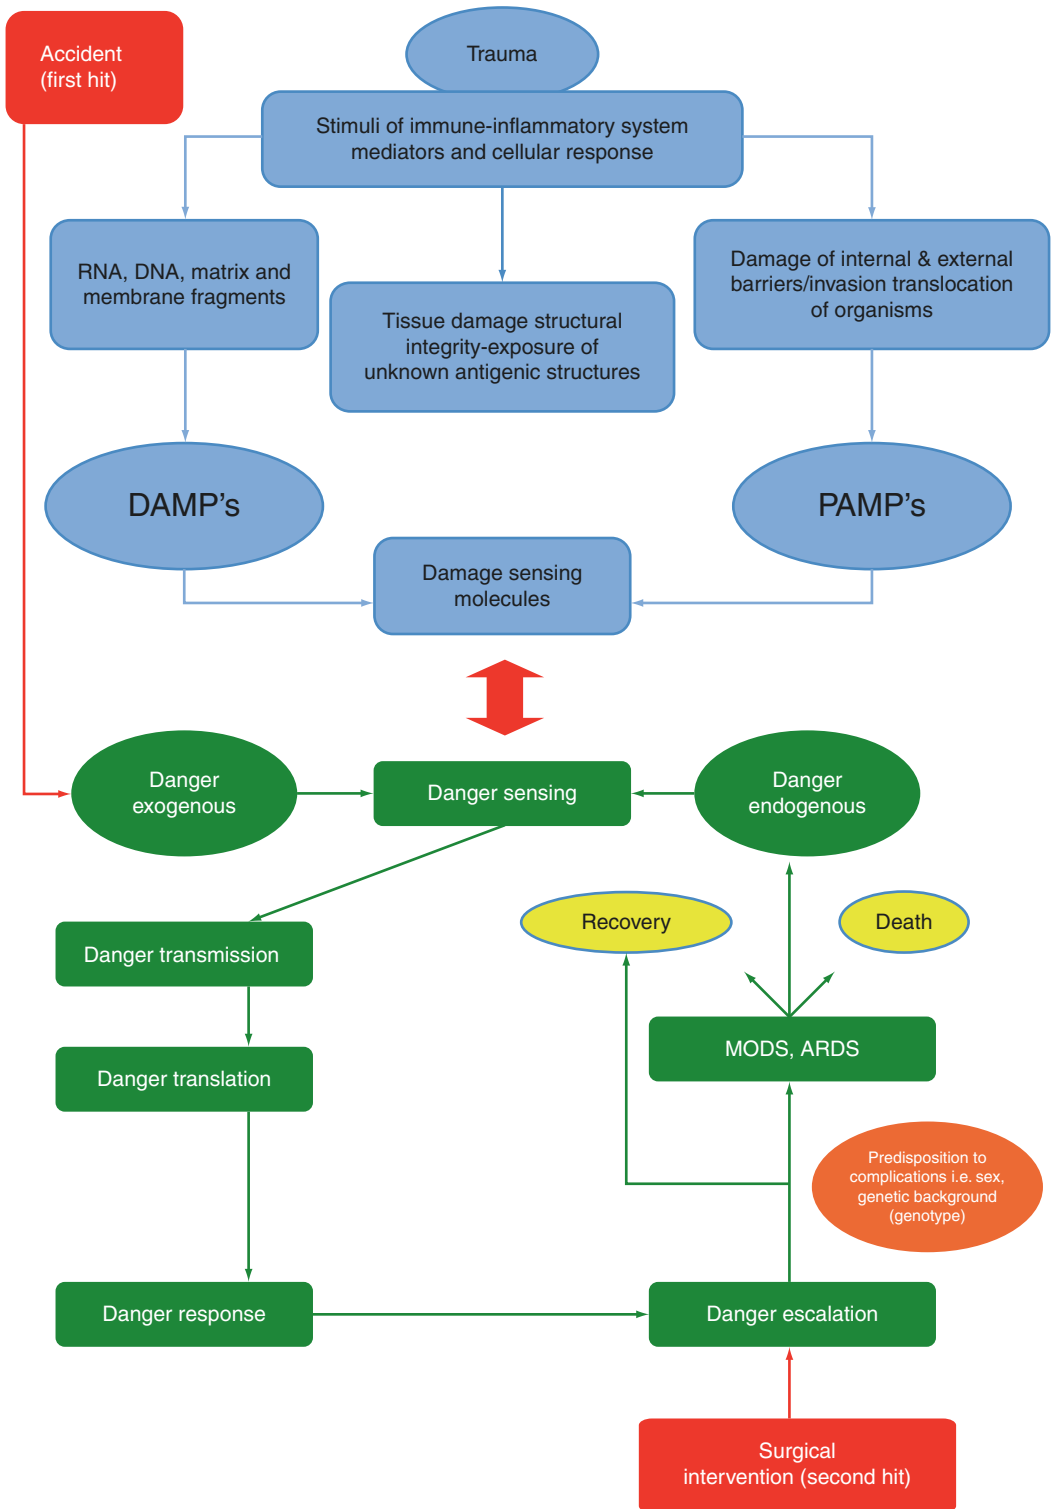 Accident
(first hit)
Trauma
Stimuli of immune-inflammatory system
mediators and cellular response
RNA, DNA, matrix and
membrane fragments
Tissue damage structural
integrity-exposure of
unknown antigenic structures
Damage of internal & external
barriers/invasion translocation
of organisms
DAMP’s
PAMP’s
Damage sensing
molecules
Danger
exogenous
Danger sensing
Danger
endogenous
Recovery
Death
Danger transmission
MODS, ARDS
Danger translation
Predisposition to
complications i.e. sex,
genetic background
(genotype)
Danger response
Danger escalation
Surgical
intervention (second hit)